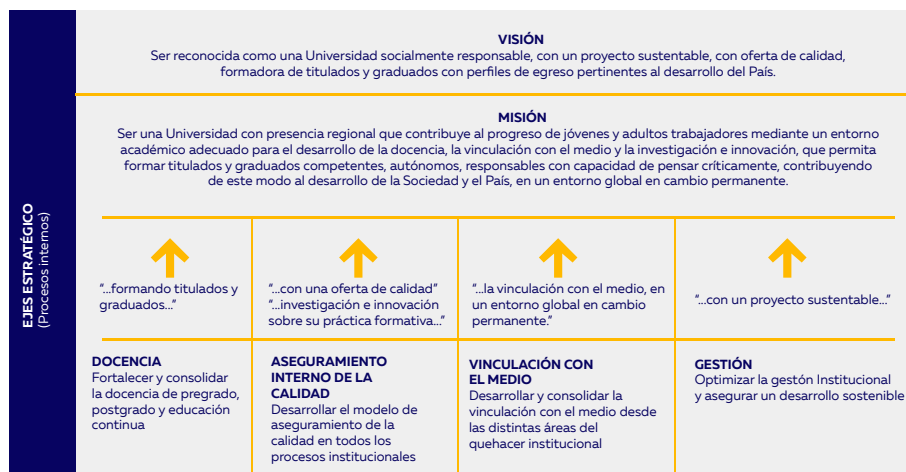 EJES ESTRATÉGICO
(Procesos internos)
VISIÓN
Ser reconocida como una Universidad socialmente responsable, con un proyecto sustentable, con oferta de calidad,
formadora de titulados y graduados con perfiles de egreso pertinentes al desarrollo del País.
MISIÓN
Ser una Universidad con presencia regional que contribuye al progreso de jóvenes y adultos trabajadores mediante un entorno
académico adecuado para el desarrollo de la docencia, la vinculación con el medio y la investigación e innovación, que permita
formar titulados y graduados competentes, autónomos, responsables con capacidad de pensar críticamente, contribuyendo
de este modo al desarrollo de la Sociedad y el País, en un entorno global en cambio permanente.
“...formando titulados y
graduados...”
“...con una oferta de calidad”
“...investigación e innovación
sobre su práctica formativa...”
“...la vinculación con el medio, en
un entorno global en cambio
permanente.”
“...con un proyecto sustentable...”
DOCENCIA
Fortalecer y consolidar
la docencia de pregrado,
postgrado y educación
continua
ASEGURAMIENTO
INTERNO DE LA
CALIDAD
Desarrollar el modelo de
aseguramiento de la
calidad en todos los
procesos institucionales
VINCULACIÓN CON
EL MEDIO
Desarrollar y consolidar la
vinculación con el medio desde
las distintas áreas del
quehacer institucional
GESTIÓN
Optimizar la gestón Institucional
y asegurar un desarrollo sostenible